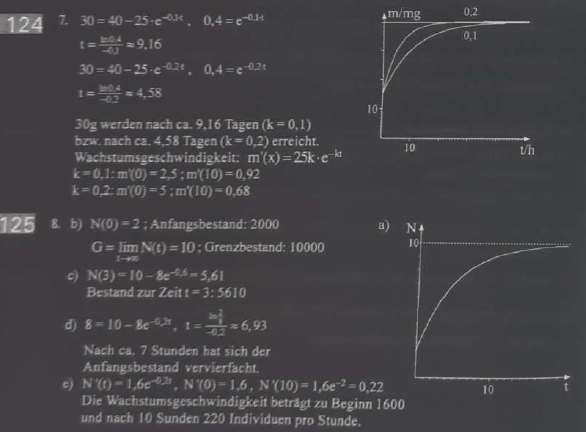 124
7. 30 = 40 – 25 · e^(–0,1t), 0,4 = e^(–0,1t)
t = ln 0,4 / –0,1 ≈ 9,16
30 = 40 – 25 · e^(–0,2t), 0,4 = e^(–0,2t)
t = ln 0,4 / –0,2 ≈ 4,58
30g werden nach ca. 9,16 Tagen (k = 0,1)
bzw. nach ca. 4,58 Tagen (k = 0,2) erreicht.
Wachstumsgeschwindigkeit: m'(x) = 25k · e^(–kt)
k = 0,1: m'(0) = 2,5; m'(10) = 0,92
k = 0,2: m'(0) = 5; m'(10) = 0,68
m/mg
0,2
0,1
10
10
t/h
125
8. b) N(0) = 2; Anfangsbestand: 2000
G = lim t→∞ N(t) = 10; Grenzbestand: 10000
c) N(3) = 10 – 8e^(–0,6) = 5,61
Bestand zur Zeit t = 3: 5610
d) 8 = 10 – 8e^(–0,2t), t = ln 2/8 / –0,2 ≈ 6,93
Nach ca. 7 Stunden hat sich der
Anfangsbestand vervierfacht.
e) N'(t) = 1,6e^(–0,2t), N'(0) = 1,6, N'(10) = 1,6e^(–2) = 0,22
Die Wachstumsgeschwindigkeit beträgt zu Beginn 1600
und nach 10 Sunden 220 Individuen pro Stunde.
a)
N
10
10
t